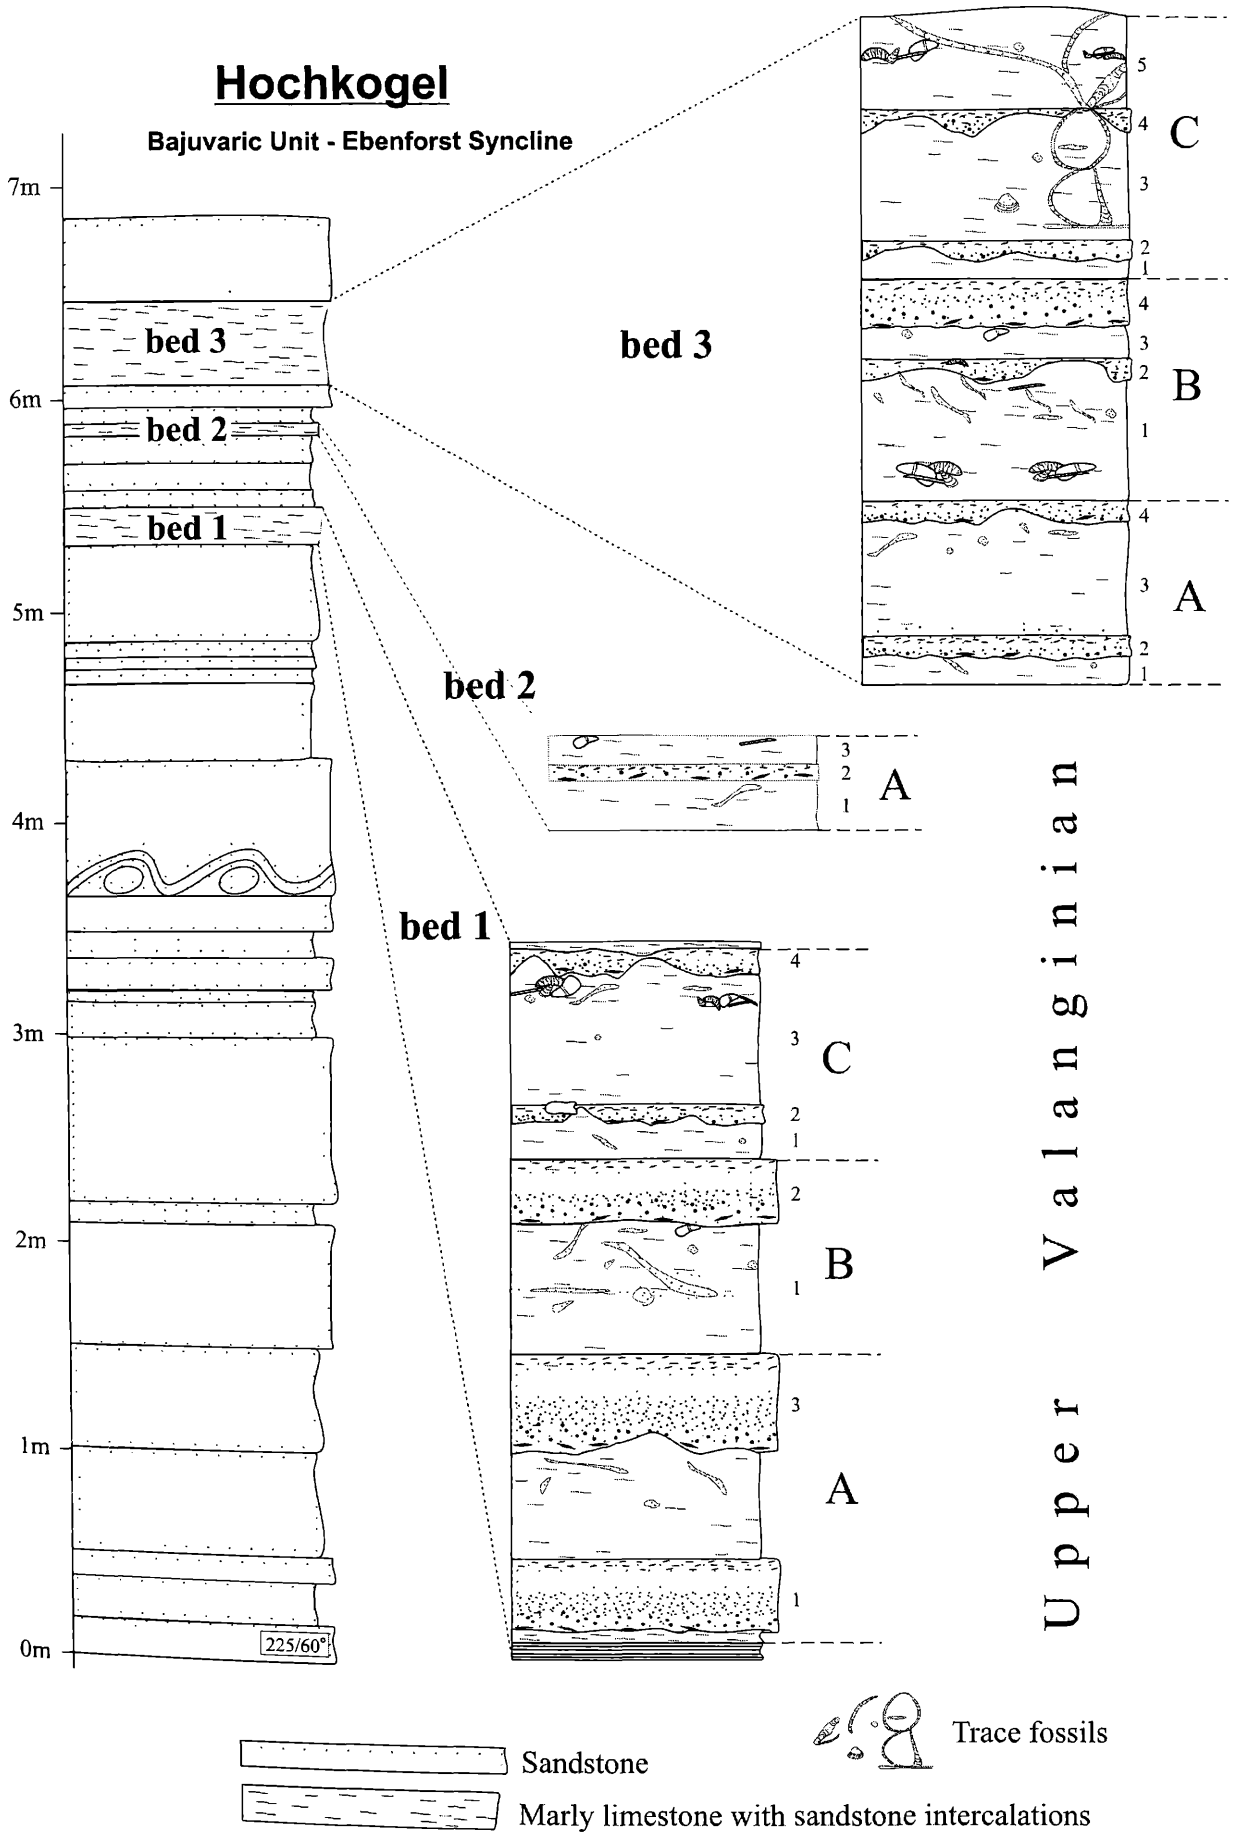 Hochkogel
Bajuvaric Unit - Ebenforst Syncline
7m
6m
5m
4m
3m
2m
1m
0m
bed 3
bed 2
bed 1
225/60°
bed 3
5
4
3
2
1
C
4
3
2
1
B
4
3
2
1
A
bed 2
3
2
1
A
bed 1
4
3
2
1
C
2
1
B
3
1
A
Upper Valanginian
Trace fossils
Sandstone
Marly limestone with sandstone intercalations